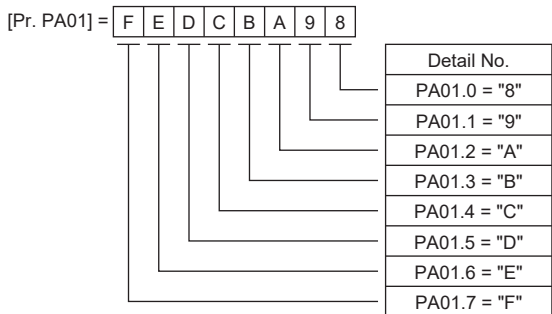 [Pr. PA01] = F E D C B A 9 8
Detail No.
PA01.0 = "8"
PA01.1 = "9"
PA01.2 = "A"
PA01.3 = "B"
PA01.4 = "C"
PA01.5 = "D"
PA01.6 = "E"
PA01.7 = "F"